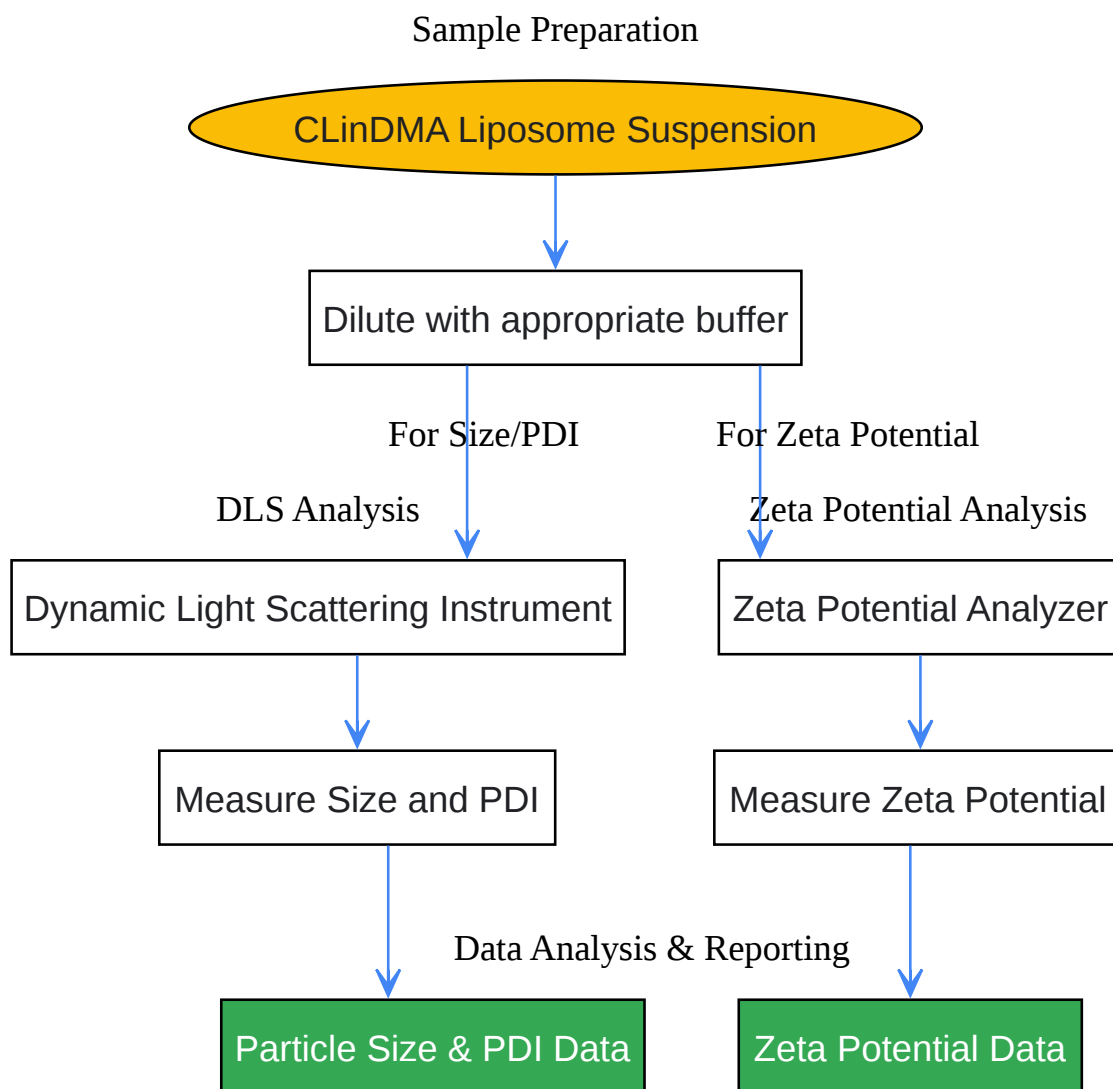 Sample Preparation
CLinDMA Liposome Suspension
Dilute with appropriate buffer
For Size/PDI
For Zeta Potential
DLS Analysis
Zeta Potential Analysis
Dynamic Light Scattering Instrument
Zeta Potential Analyzer
Measure Size and PDI
Measure Zeta Potential
Data Analysis & Reporting
Particle Size & PDI Data
Zeta Potential Data